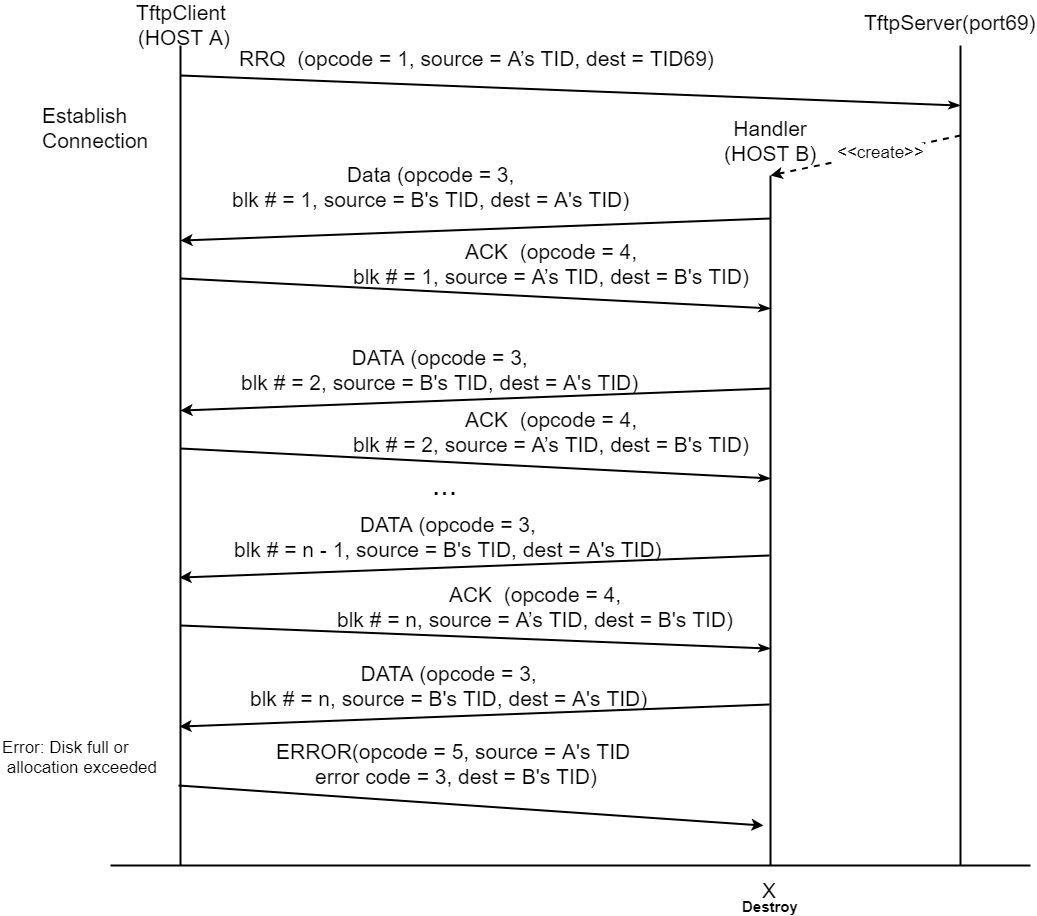 TftpClient
(HOST A)
TftpServer(port69)
RRQ  (opcode = 1, source = A’s TID, dest = TID69)
Establish
Connection
Handler
(HOST B)
<<create>>
Data (opcode = 3,
blk # = 1, source = B's TID, dest = A's TID)
ACK  (opcode = 4,
blk # = 1, source = A’s TID, dest = B's TID)
DATA (opcode = 3,
blk # = 2, source = B's TID, dest = A's TID)
ACK  (opcode = 4,
blk # = 2, source = A’s TID, dest = B's TID)
...
DATA (opcode = 3,
blk # = n - 1, source = B's TID, dest = A's TID)
ACK  (opcode = 4,
blk # = n, source = A’s TID, dest = B's TID)
DATA (opcode = 3,
blk # = n, source = B's TID, dest = A's TID)
Error: Disk full or
allocation exceeded
ERROR(opcode = 5, source = A's TID
error code = 3, dest = B's TID)
X
Destroy